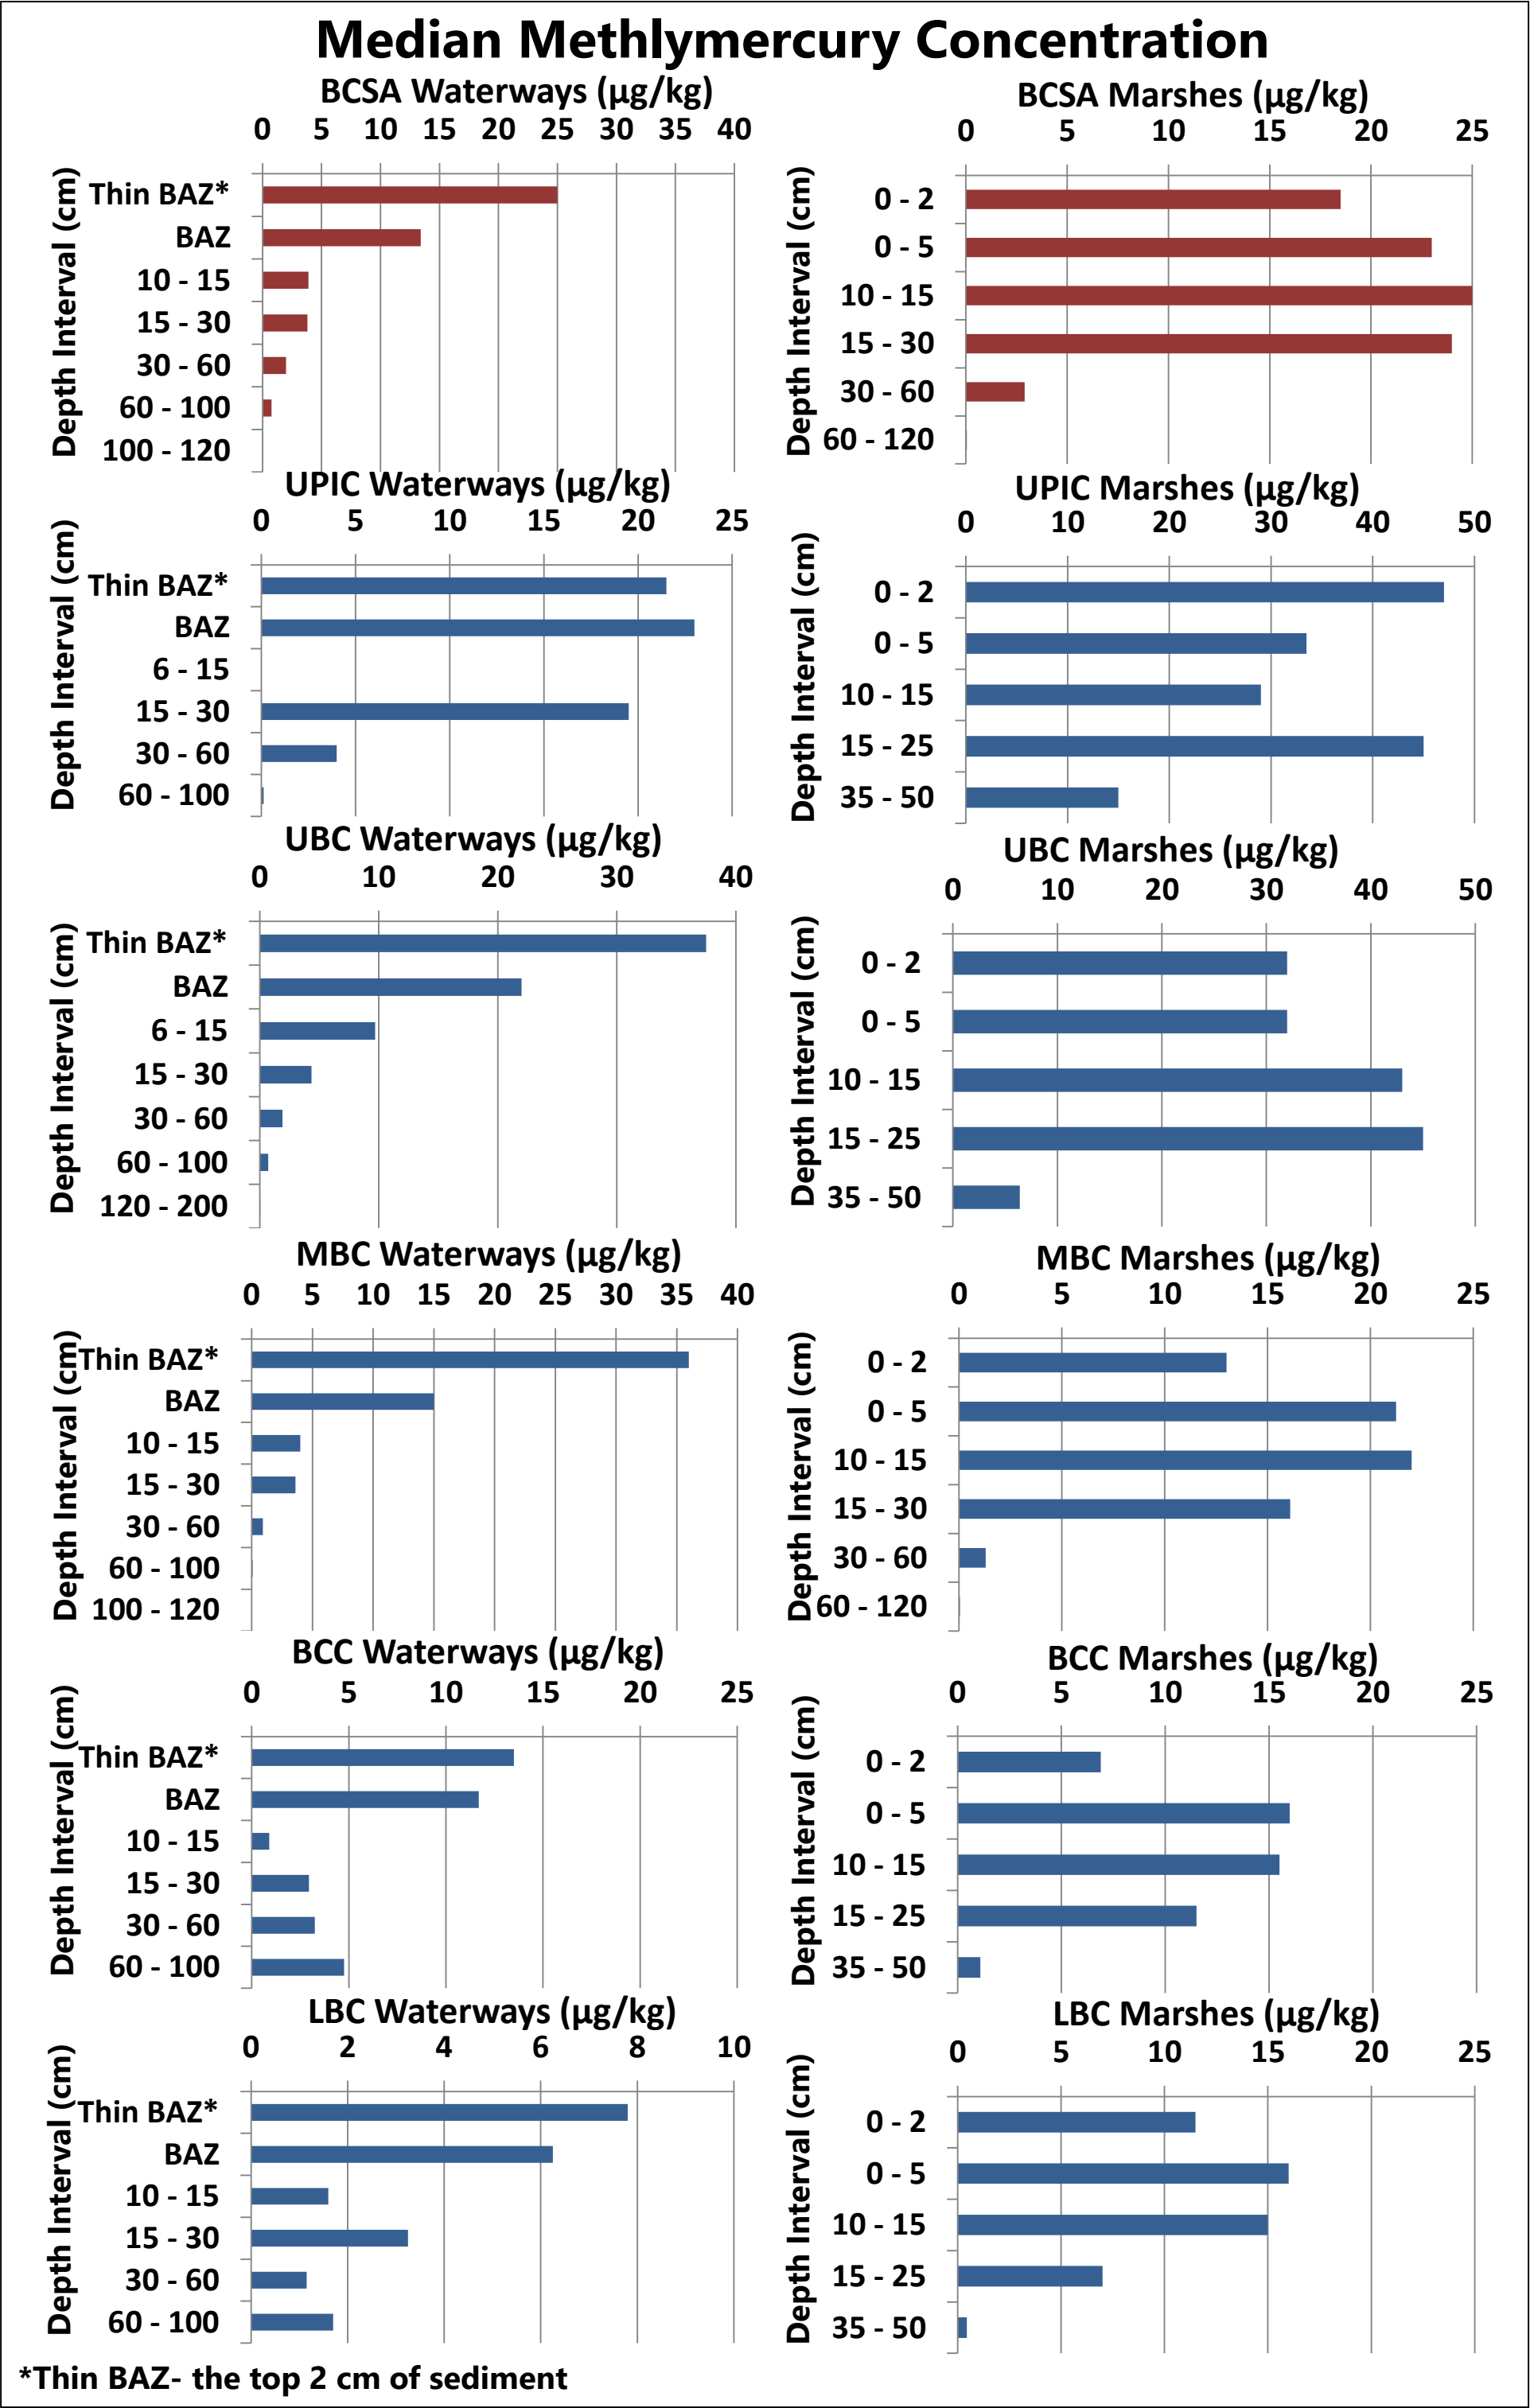 Median Methlymercury Concentration
BCSA Waterways (µg/kg)
0 5 10 15 20 25 30 35 40
Depth Interval (cm)
Thin BAZ*
BAZ
10 - 15
15 - 30
30 - 60
60 - 100
100 - 120
BCSA Marshes (µg/kg)
0 5 10 15 20 25
Depth Interval (cm)
0 - 2
0 - 5
10 - 15
15 - 30
30 - 60
60 - 120
UPIC Waterways (µg/kg)
0 5 10 15 20 25
Depth Interval (cm)
Thin BAZ*
BAZ
6 - 15
15 - 30
30 - 60
60 - 100
UPIC Marshes (µg/kg)
0 10 20 30 40 50
Depth Interval (cm)
0 - 2
0 - 5
10 - 15
15 - 25
35 - 50
UBC Waterways (µg/kg)
0 10 20 30 40
Depth Interval (cm)
Thin BAZ*
BAZ
6 - 15
15 - 30
30 - 60
60 - 100
120 - 200
UBC Marshes (µg/kg)
0 10 20 30 40 50
Depth Interval (cm)
0 - 2
0 - 5
10 - 15
15 - 25
35 - 50
MBC Waterways (µg/kg)
0 5 10 15 20 25 30 35 40
Depth Interval (cm)
Thin BAZ*
BAZ
10 - 15
15 - 30
30 - 60
60 - 100
100 - 120
MBC Marshes (µg/kg)
0 5 10 15 20 25
Depth Interval (cm)
0 - 2
0 - 5
10 - 15
15 - 30
30 - 60
60 - 120
BCC Waterways (µg/kg)
0 5 10 15 20 25
Depth Interval (cm)
Thin BAZ*
BAZ
10 - 15
15 - 30
30 - 60
60 - 100
BCC Marshes (µg/kg)
0 5 10 15 20 25
Depth Interval (cm)
0 - 2
0 - 5
10 - 15
15 - 25
35 - 50
LBC Waterways (µg/kg)
0 2 4 6 8 10
Depth Interval (cm)
Thin BAZ*
BAZ
10 - 15
15 - 30
30 - 60
60 - 100
LBC Marshes (µg/kg)
0 5 10 15 20 25
Depth Interval (cm)
0 - 2
0 - 5
10 - 15
15 - 25
35 - 50
*Thin BAZ- the top 2 cm of sediment